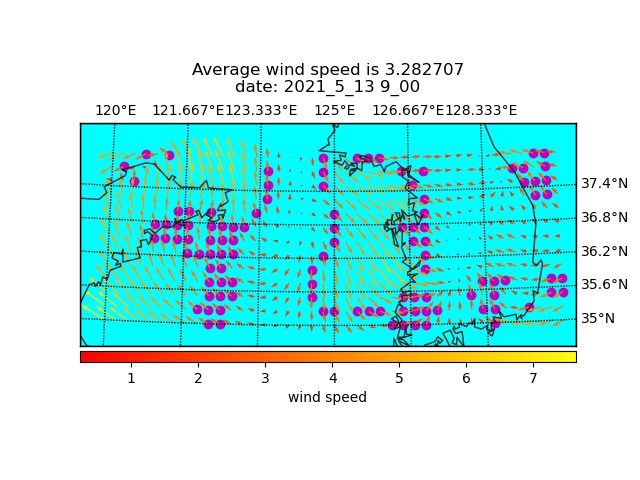 Average wind speed is 3.282707
date: 2021_5_13 9_00
120°E 121.667°E 123.333°E 125°E 126.667°E 128.333°E
37.4°N
36.8°N
36.2°N
35.6°N
35°N
1 2 3 4 5 6 7
wind speed